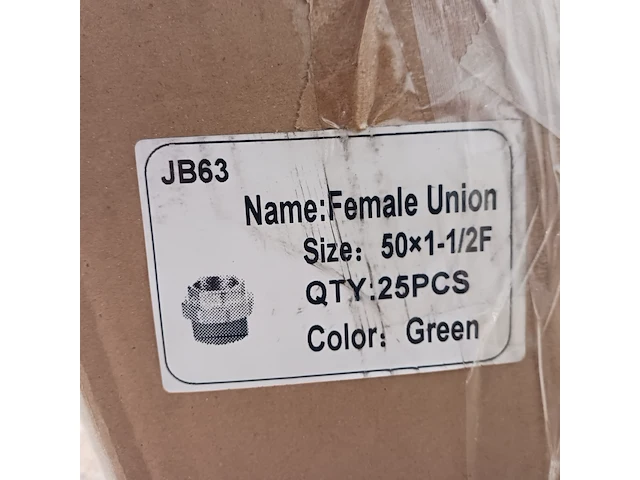 JB63
Name:Female Union
Size： 50×1-1/2F
QTY:25PCS
Color：Green